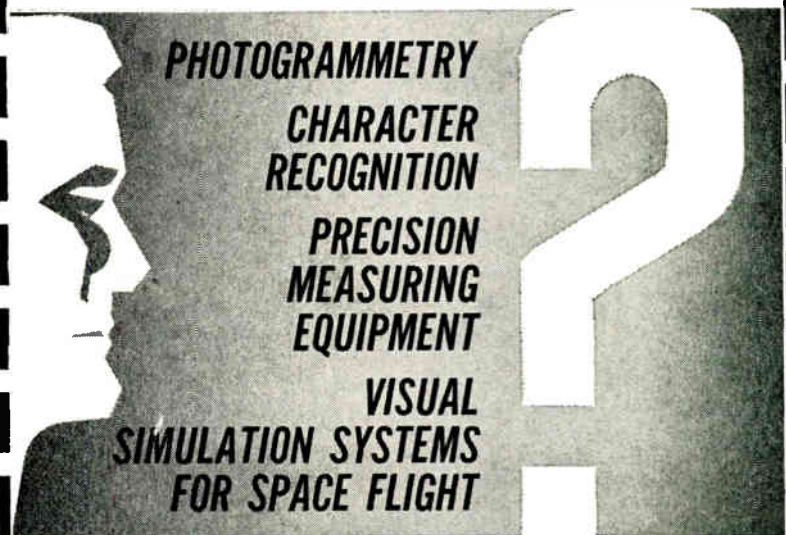 PHOTOGRAMMETRY
CHARACTER
RECOGNITION
PRECISION
MEASURING
EQUIPMENT
VISUAL
SIMULATION SYSTEMS
FOR SPACE FLIGHT
?